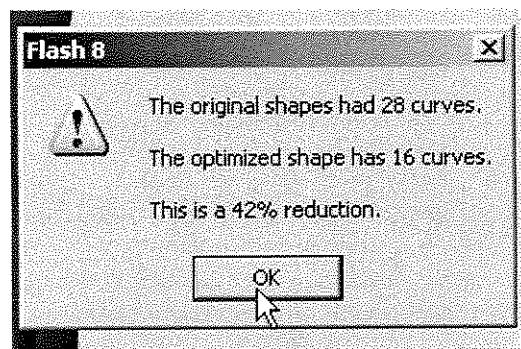 Flash 8
The original shapes had 28 curves.
The optimized shape has 16 curves.
This is a 42% reduction.
OK